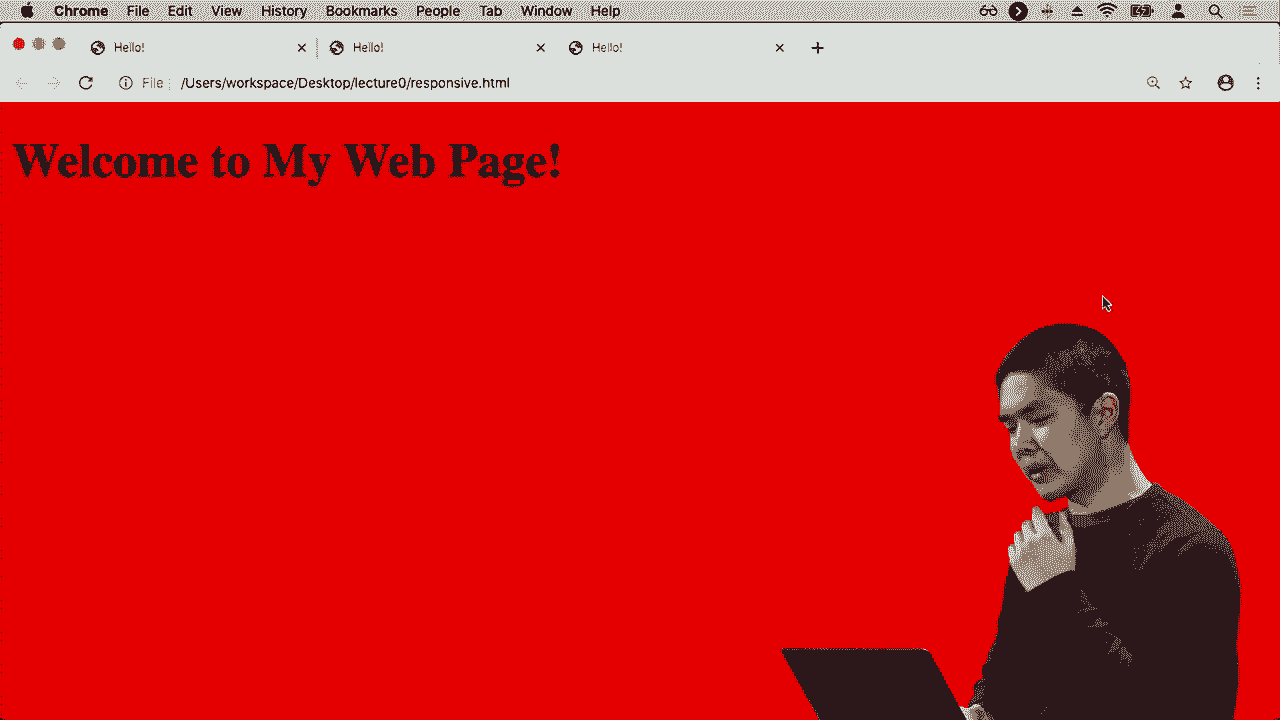 Chrome File Edit View History Bookmarks People Tab Window Help
Hello! Hello! Hello!
File /Users/workspace/Desktop/lecture0/responsive.html
Welcome to My Web Page!